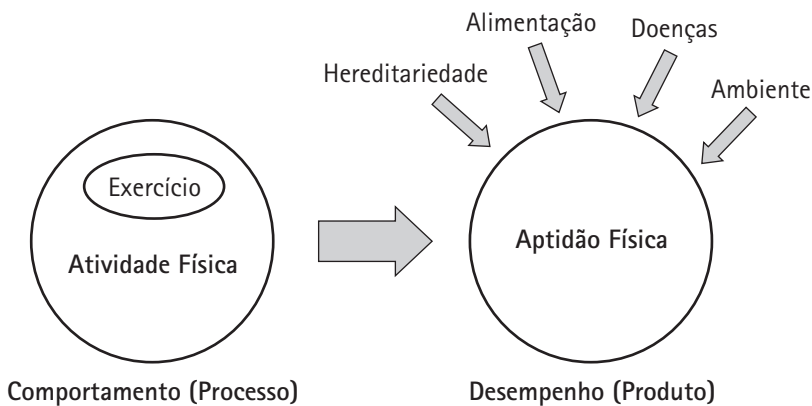 Alimentação
Doenças
Hereditariedade
Ambiente
Exercício
Atividade Física
Aptidão Física
Comportamento (Processo)
Desempenho (Produto)